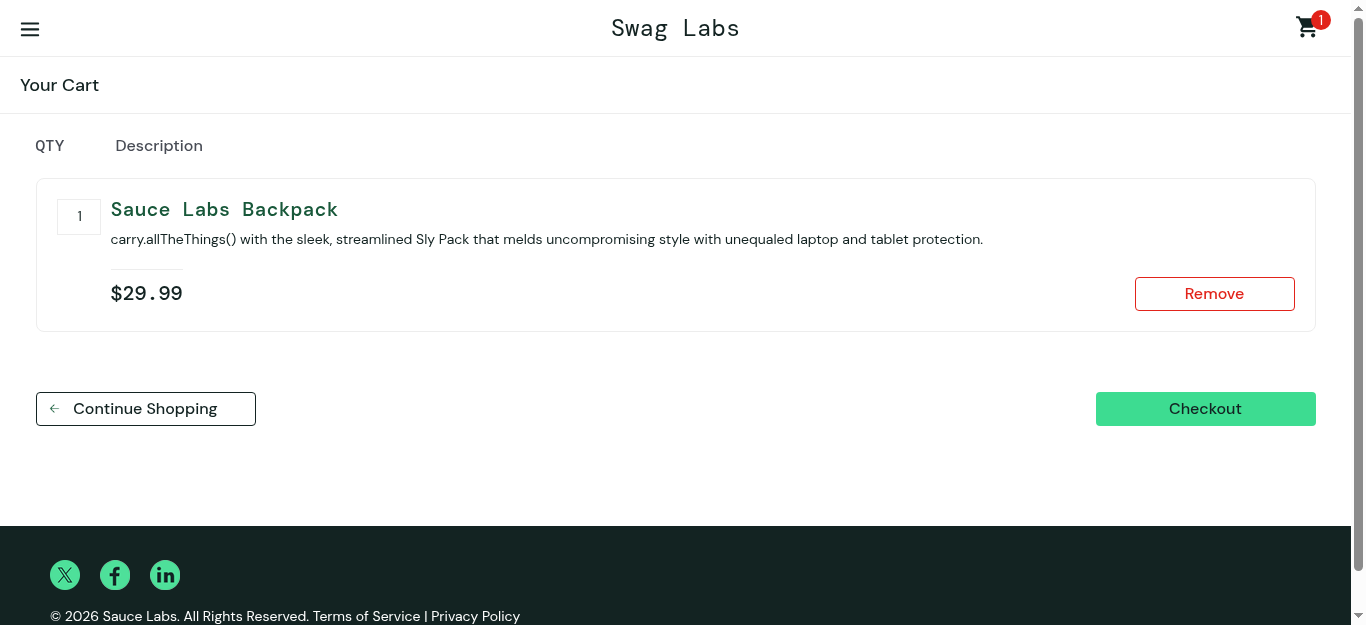 Swag Labs
1
Your Cart
QTY Description
1
Sauce Labs Backpack
carry.allTheThings() with the sleek, streamlined Sly Pack that melds uncompromising style with unequaled laptop and tablet protection.
$29.99
Remove
Continue Shopping
Checkout
© 2026 Sauce Labs. All Rights Reserved. Terms of Service | Privacy Policy